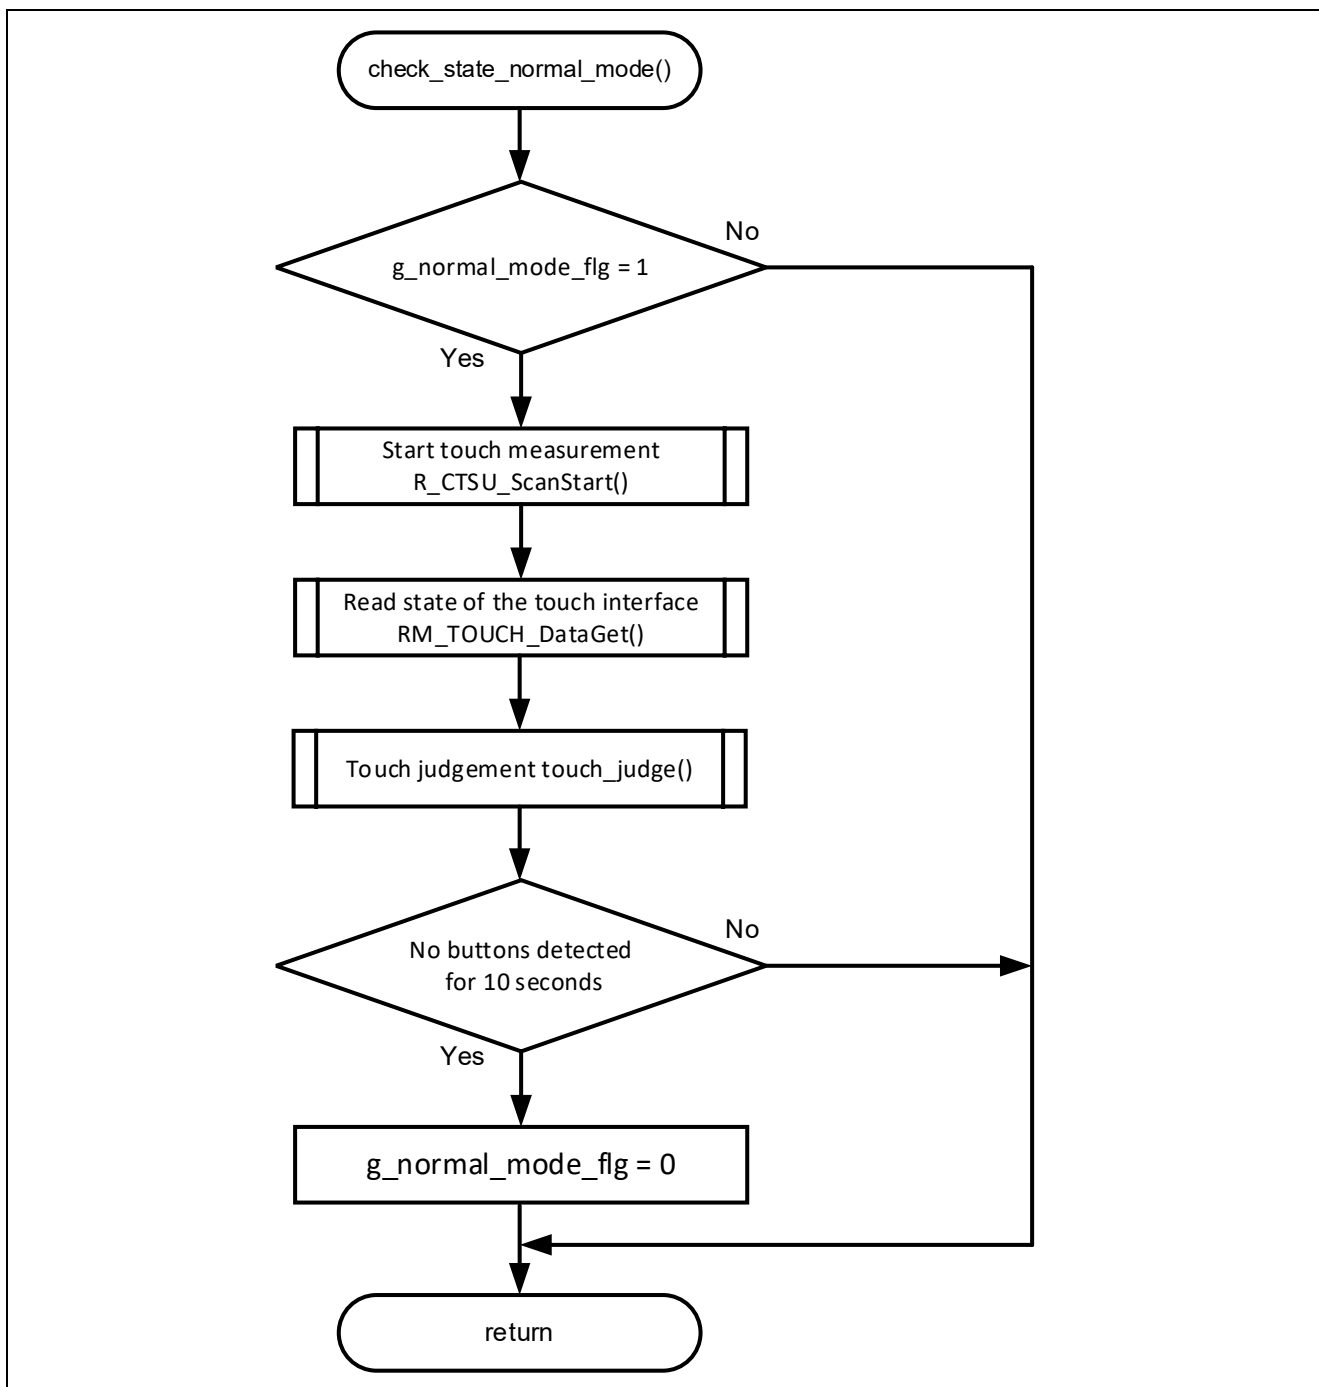 check_state_normal_mode()
No
g_normal_mode_flg = 1
Yes
Start touch measurement
R_CTSU_ScanStart()
Read state of the touch interface
RM_TOUCH_DataGet()
Touch judgement touch_judge()
No
No buttons detected
for 10 seconds
Yes
g_normal_mode_flg = 0
return